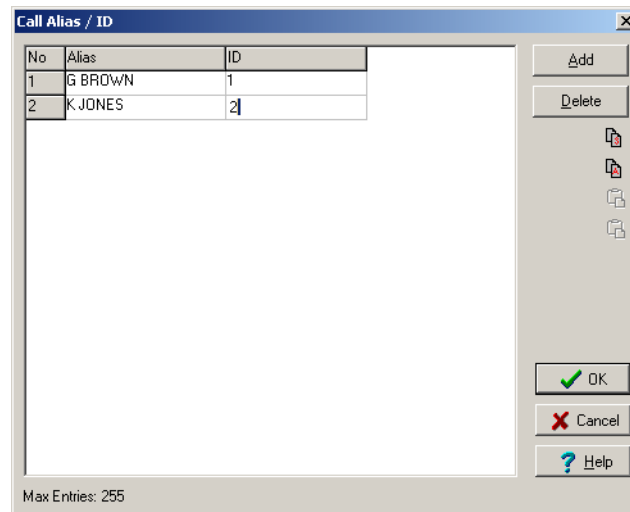 Call Alias / ID
No Alias ID
1 G BROWN 1
2 K JONES 2
Add
Delete
OK
Cancel
Help
Max Entries: 255